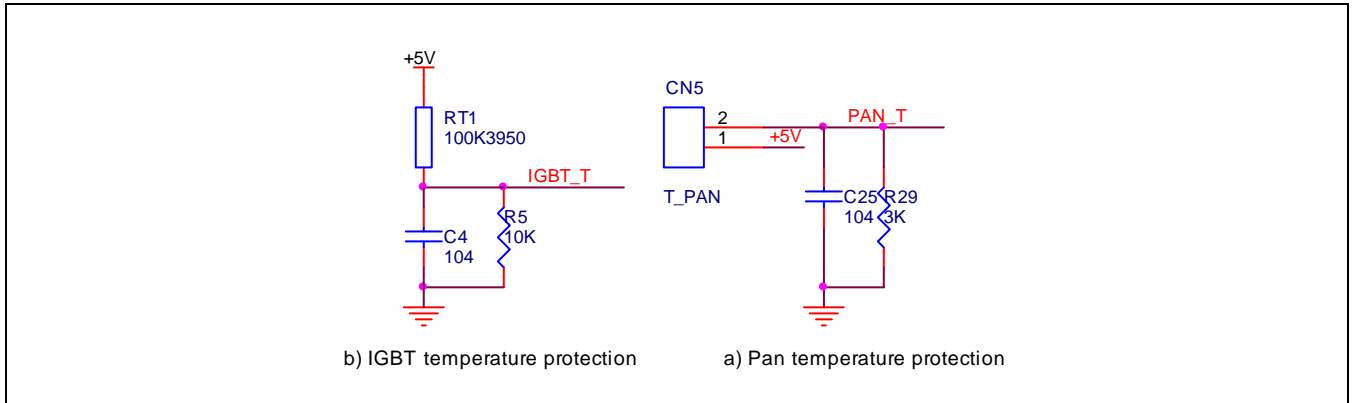 +5V
RT1
100K3950
IGBT_T
C4
104
R5
10K
CN5
2
1
PAN_T
+5V
T_PAN
C25
104
R29
3K
b) IGBT temperature protection
a) Pan temperature protection